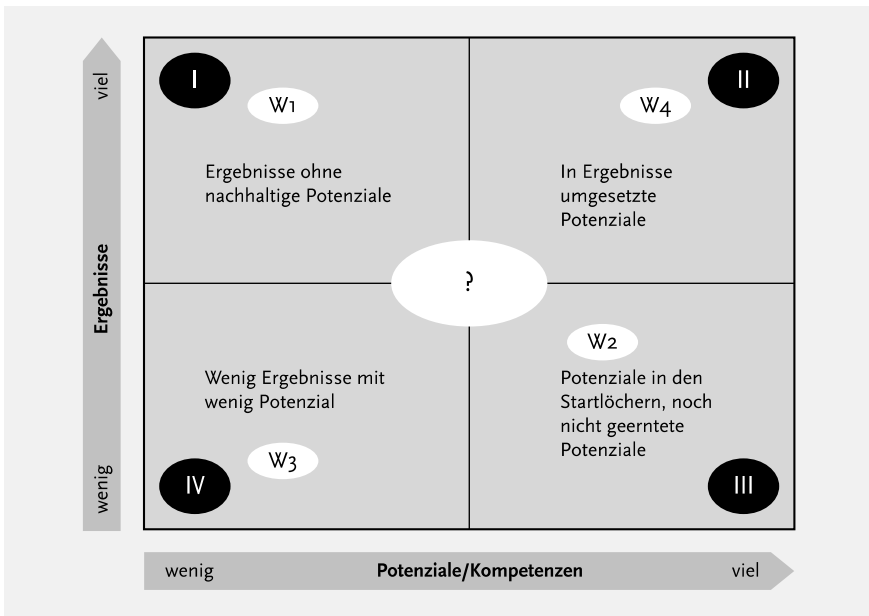 viel
Ergebnisse
wenig
I
W1
Ergebnisse ohne
nachhaltige Potenziale
II
W4
In Ergebnisse
umgesetzte
Potenziale
?
Wenig Ergebnisse mit
wenig Potenzial
W3
IV
W2
Potenziale in den
Startlöchern, noch
nicht geerntete
Potenziale
III
wenig
Potenziale/Kompetenzen
viel